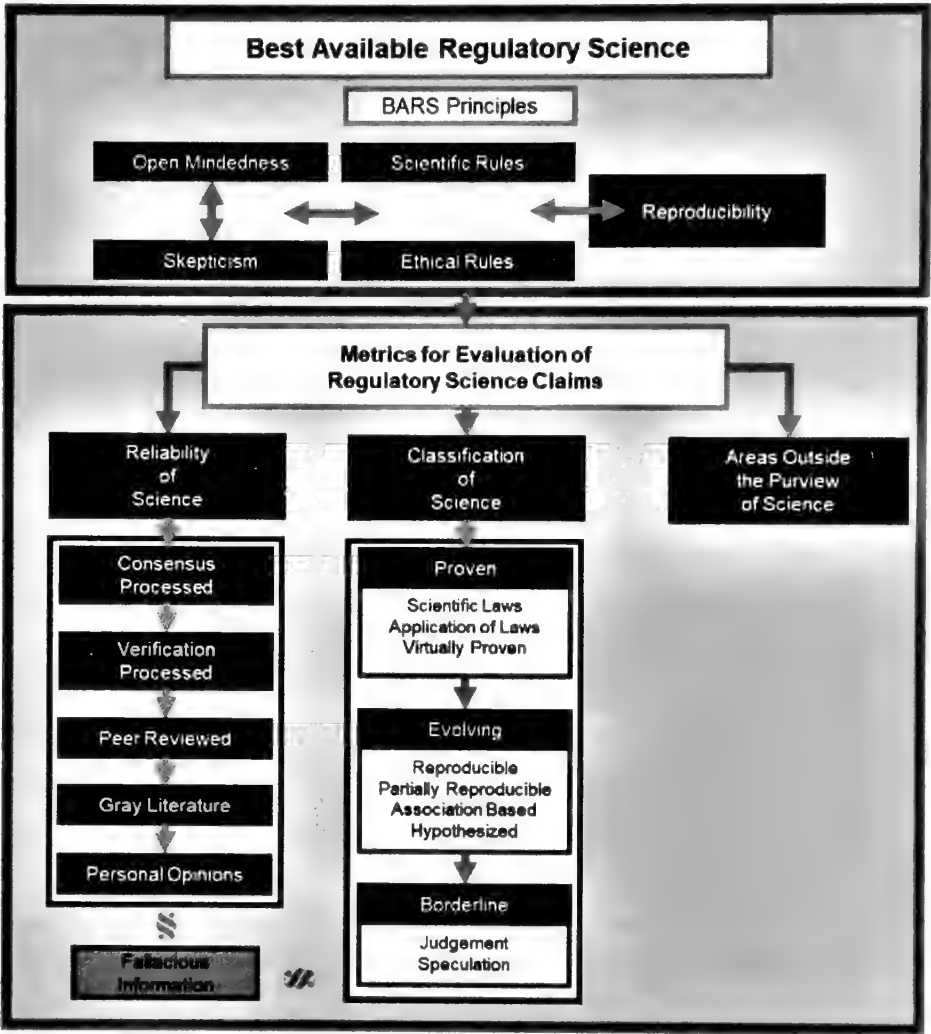 Best Available Regulatory Science
BARS Principles
Open Mindedness
Scientific Rules
Reproducibility
Skepticism
Ethical Rules
Metrics for Evaluation of
Regulatory Science Claims
Reliability
of
Science
Classification
of
Science
Areas Outside
the Purview
of Science
Consensus
Processed
Verification
Processed
Peer Reviewed
Gray Literature
Personal Opinions
Fallacious
Information
Proven
Scientific Laws
Application of Laws
Virtually Proven
Evolving
Reproducible
Partially Reproducible
Association Based
Hypothesized
Borderline
Judgement
Speculation